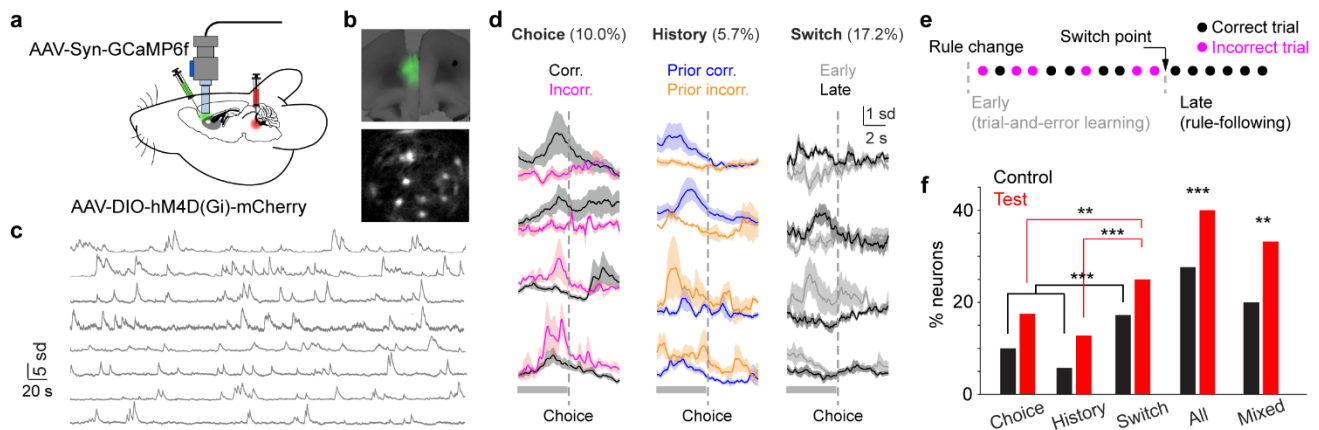 a
AAV-Syn-GCaMP6f
AAV-DIO-hM4D(Gi)-mCherry
b
c
5 sd
20 s
d
Choice (10.0%)
Corr.
Incorr.
Choice
History (5.7%)
Prior corr.
Prior incorr.
Choice
Switch (17.2%)
Early
Late
1 sd
2 s
Choice
e
Correct trial
Incorrect trial
Switch point
Rule change
Early
(trial-and-error learning)
Late
(rule-following)
f
Control
Test
% neurons
40
20
0
**
***
***
***
**
Choice
History
Switch
All
Mixed